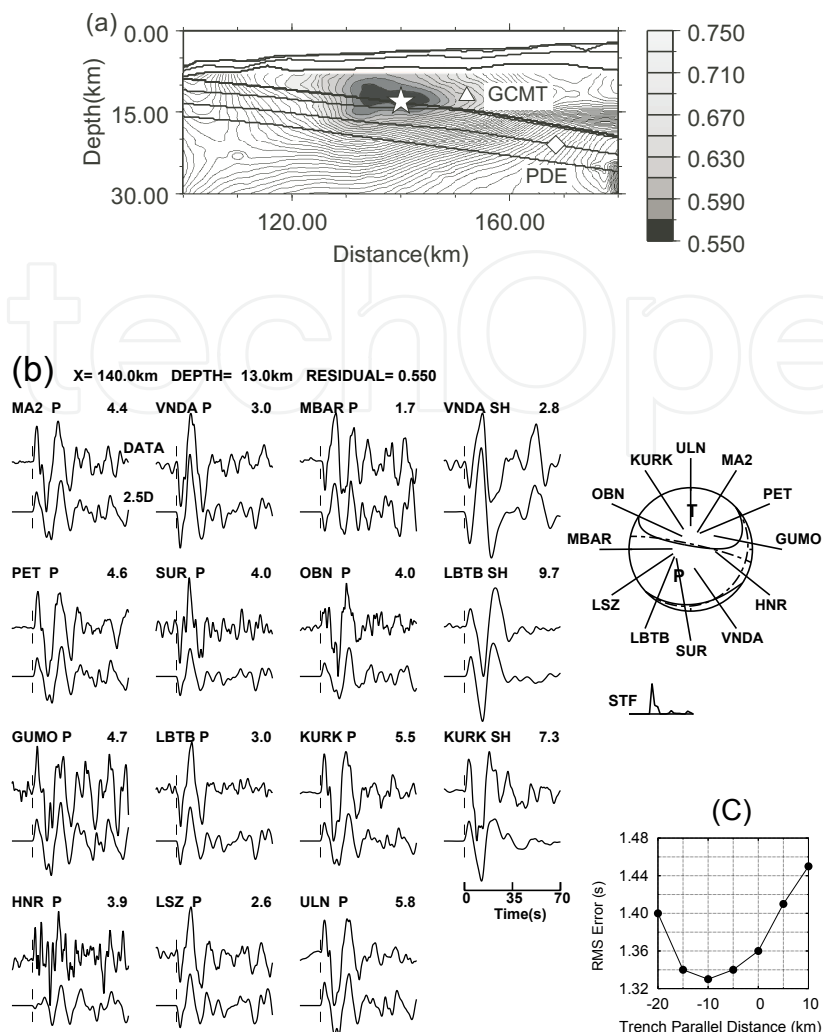 (a)
0.00
15.00
30.00
Depth(km)
GCMT
PDE
120.00 160.00
Distance(km)
0.750
0.710
0.670
0.630
0.590
0.550
techOpe
(b) X= 140.0km DEPTH= 13.0km RESIDUAL= 0.550
MA2 P 4.4 VNDA P 3.0 MBAR P 1.7 VNDA SH 2.8
DATA
2.5D
PET P 4.6 SUR P 4.0 OBN P 4.0 LBTB SH 9.7
GUMO P 4.7 LBTB P 3.0 KURK P 5.5 KURK SH 7.3
HNR P 3.9 LSZ P 2.6 ULN P 5.8
0 35 70
Time(s)
ULN
KURK MA2
OBN PET
T
MBAR GUMO
P
LSZ HNR
LBTB VNDA
SUR
STF
(C)
1.48
1.44
1.40
1.36
1.32
RMS Error (s)
-20 -10 0 10
Trench Parallel Distance (km)